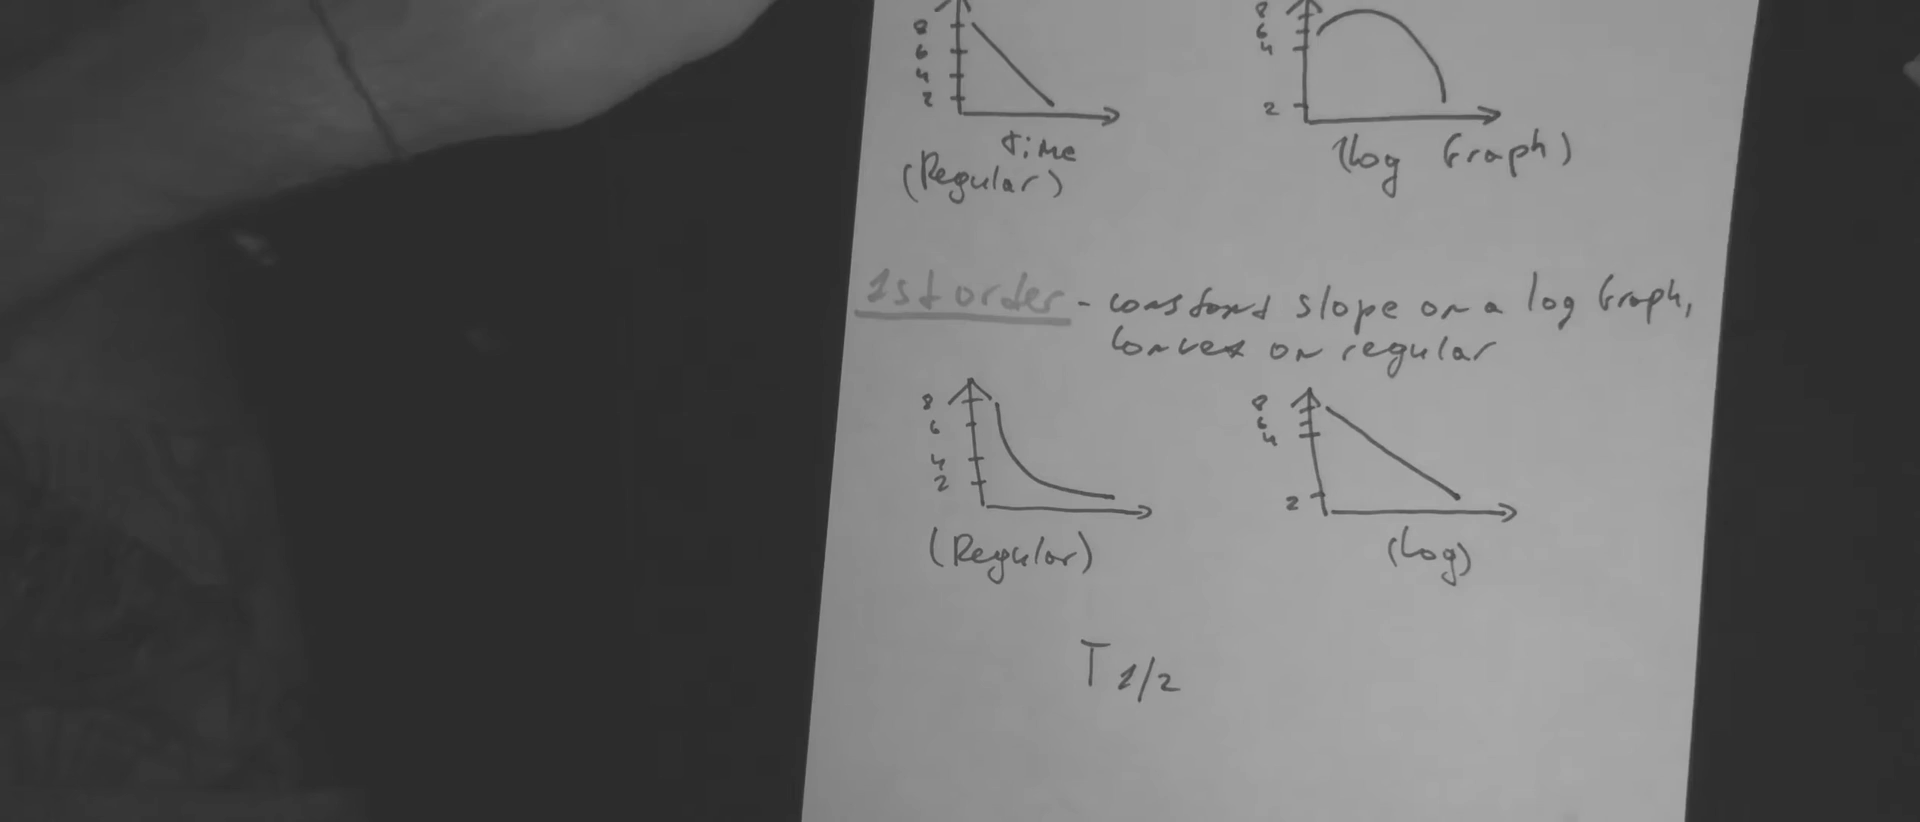 8
6
4
2
Time
(Regular)
8
6
4
2
(log Graph)
1st order - constant slope on a log Graph,
Convex on regular
8
6
4
2
(Regular)
8
6
4
2
(Log)
T 1/2